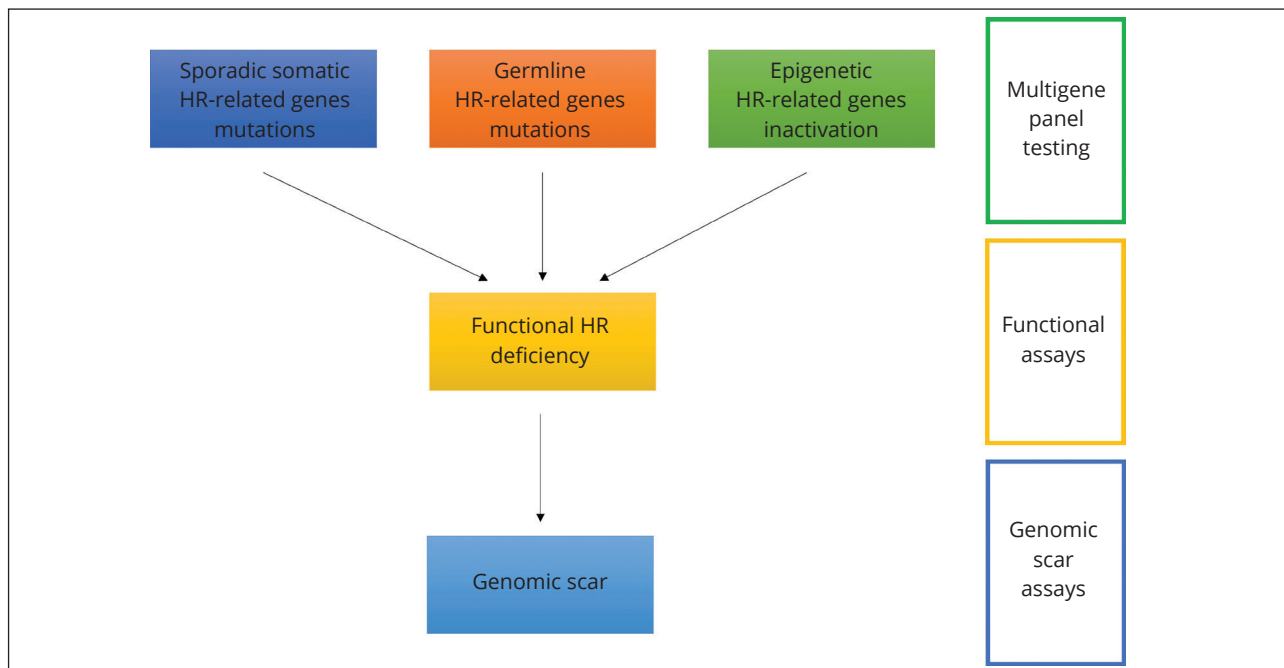 Sporadic somatic
HR-related genes
mutations
Germline
HR-related genes
mutations
Epigenetic
HR-related genes
inactivation
Multigene
panel
testing
Functional HR
deficiency
Functional
assays
Genomic scar
Genomic
scar
assays